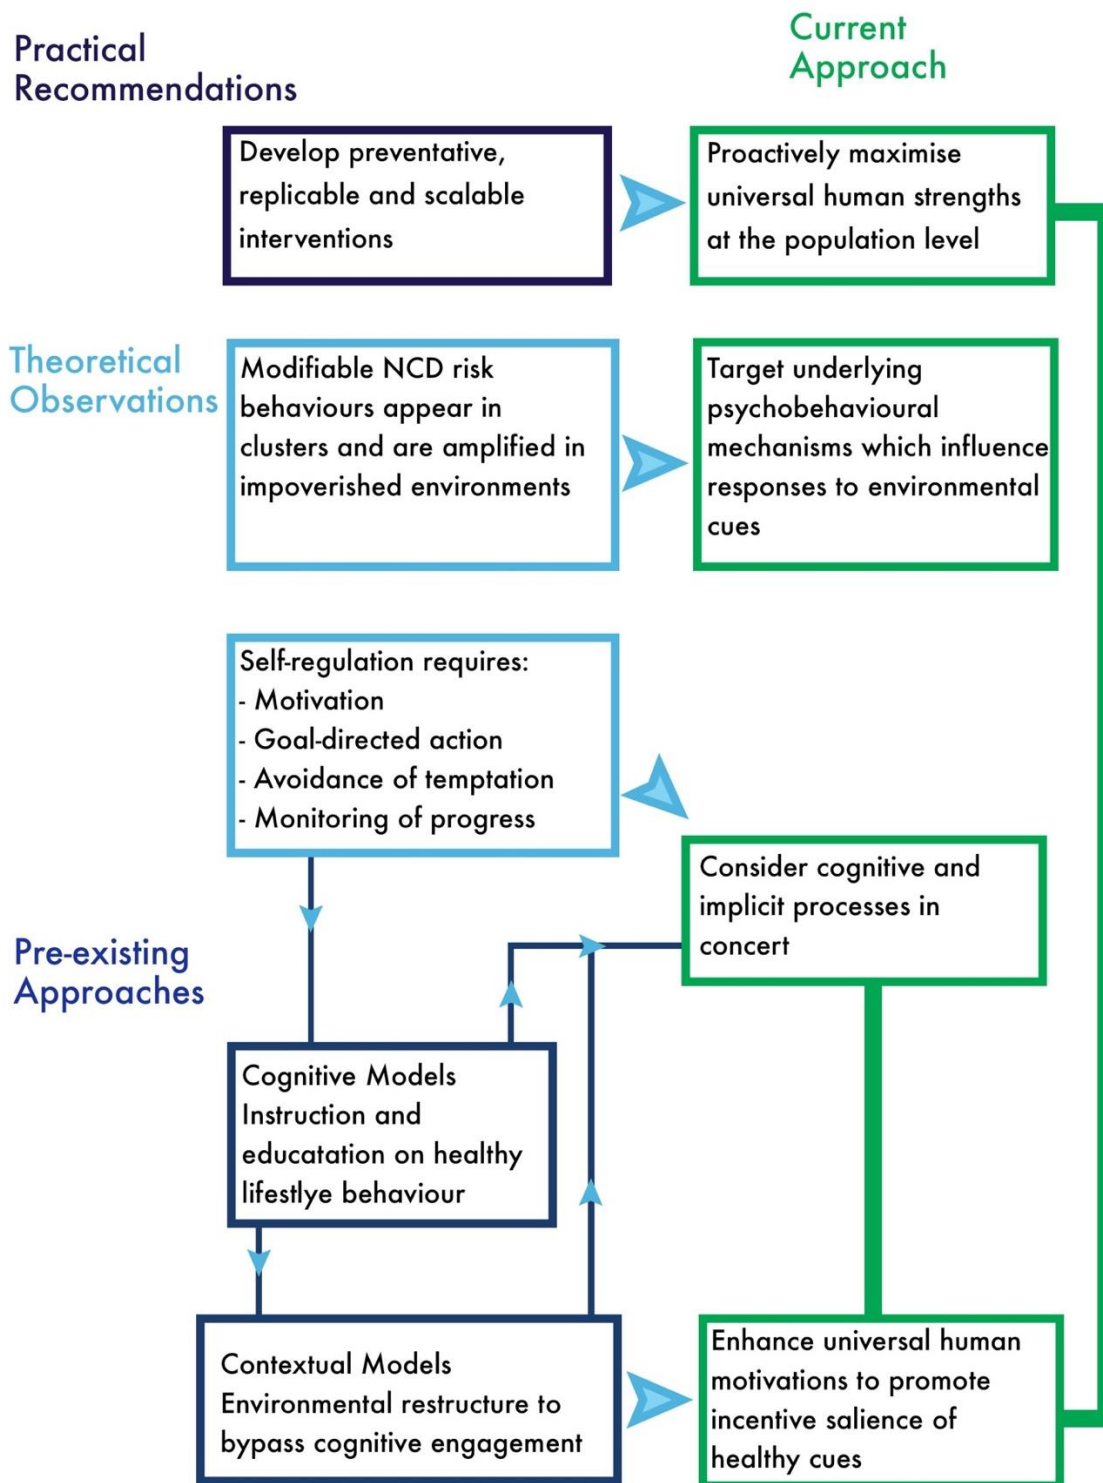 Practical
Recommendations
Current
Approach
Develop preventative,
replicable and scalable
interventions
Proactively maximise
universal human strengths
at the population level
Theoretical
Observations
Modifiable NCD risk
behaviours appear in
clusters and are amplified in
impoverished environments
Target underlying
psychobehavioural
mechanisms which influence
responses to environmental
cues
Self-regulation requires:
- Motivation
- Goal-directed action
- Avoidance of temptation
- Monitoring of progress
Consider cognitive and
implicit processes in
concert
Pre-existing
Approaches
Cognitive Models
Instruction and
educatation on healthy
lifestlye behaviour
Contextual Models
Environmental restructure to
bypass cognitive engagement
Enhance universal human
motivations to promote
incentive salience of
healthy cues